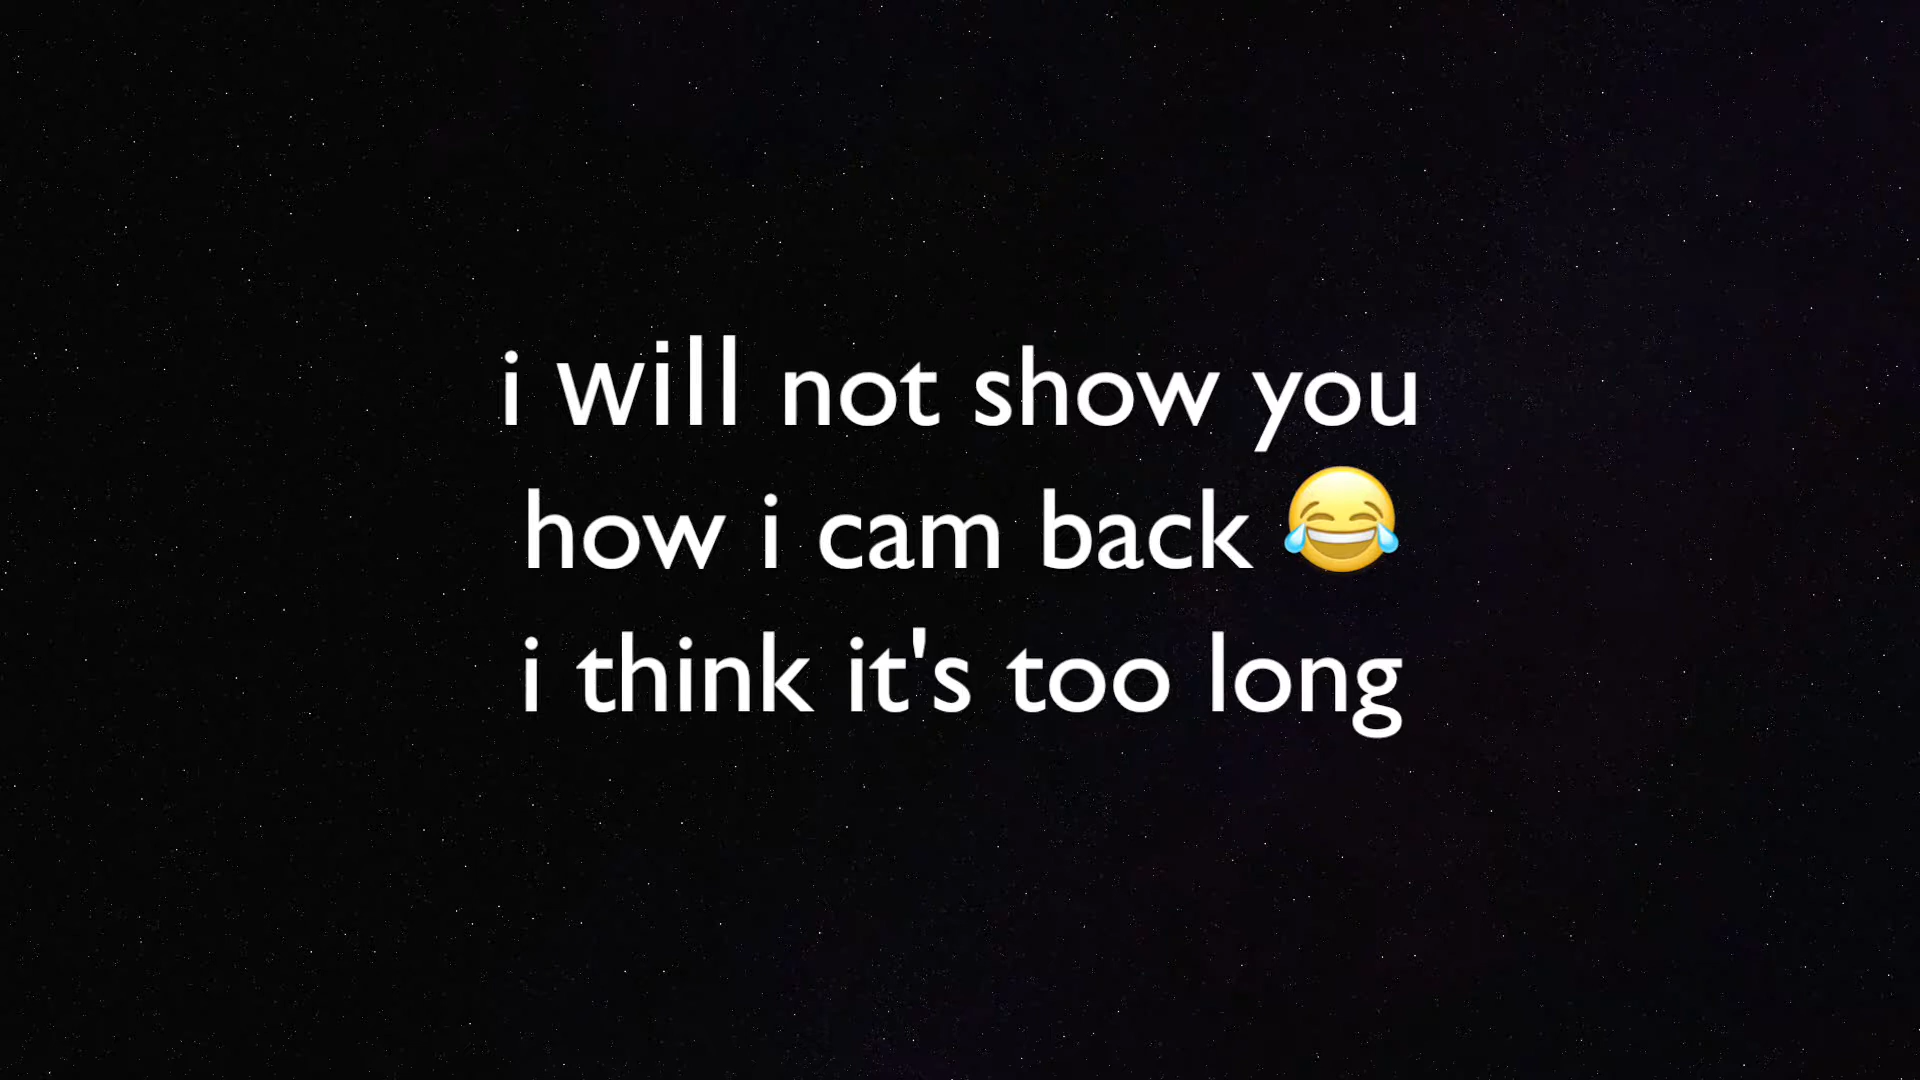 i will not show you
how i cam back 😂
i think it's too long